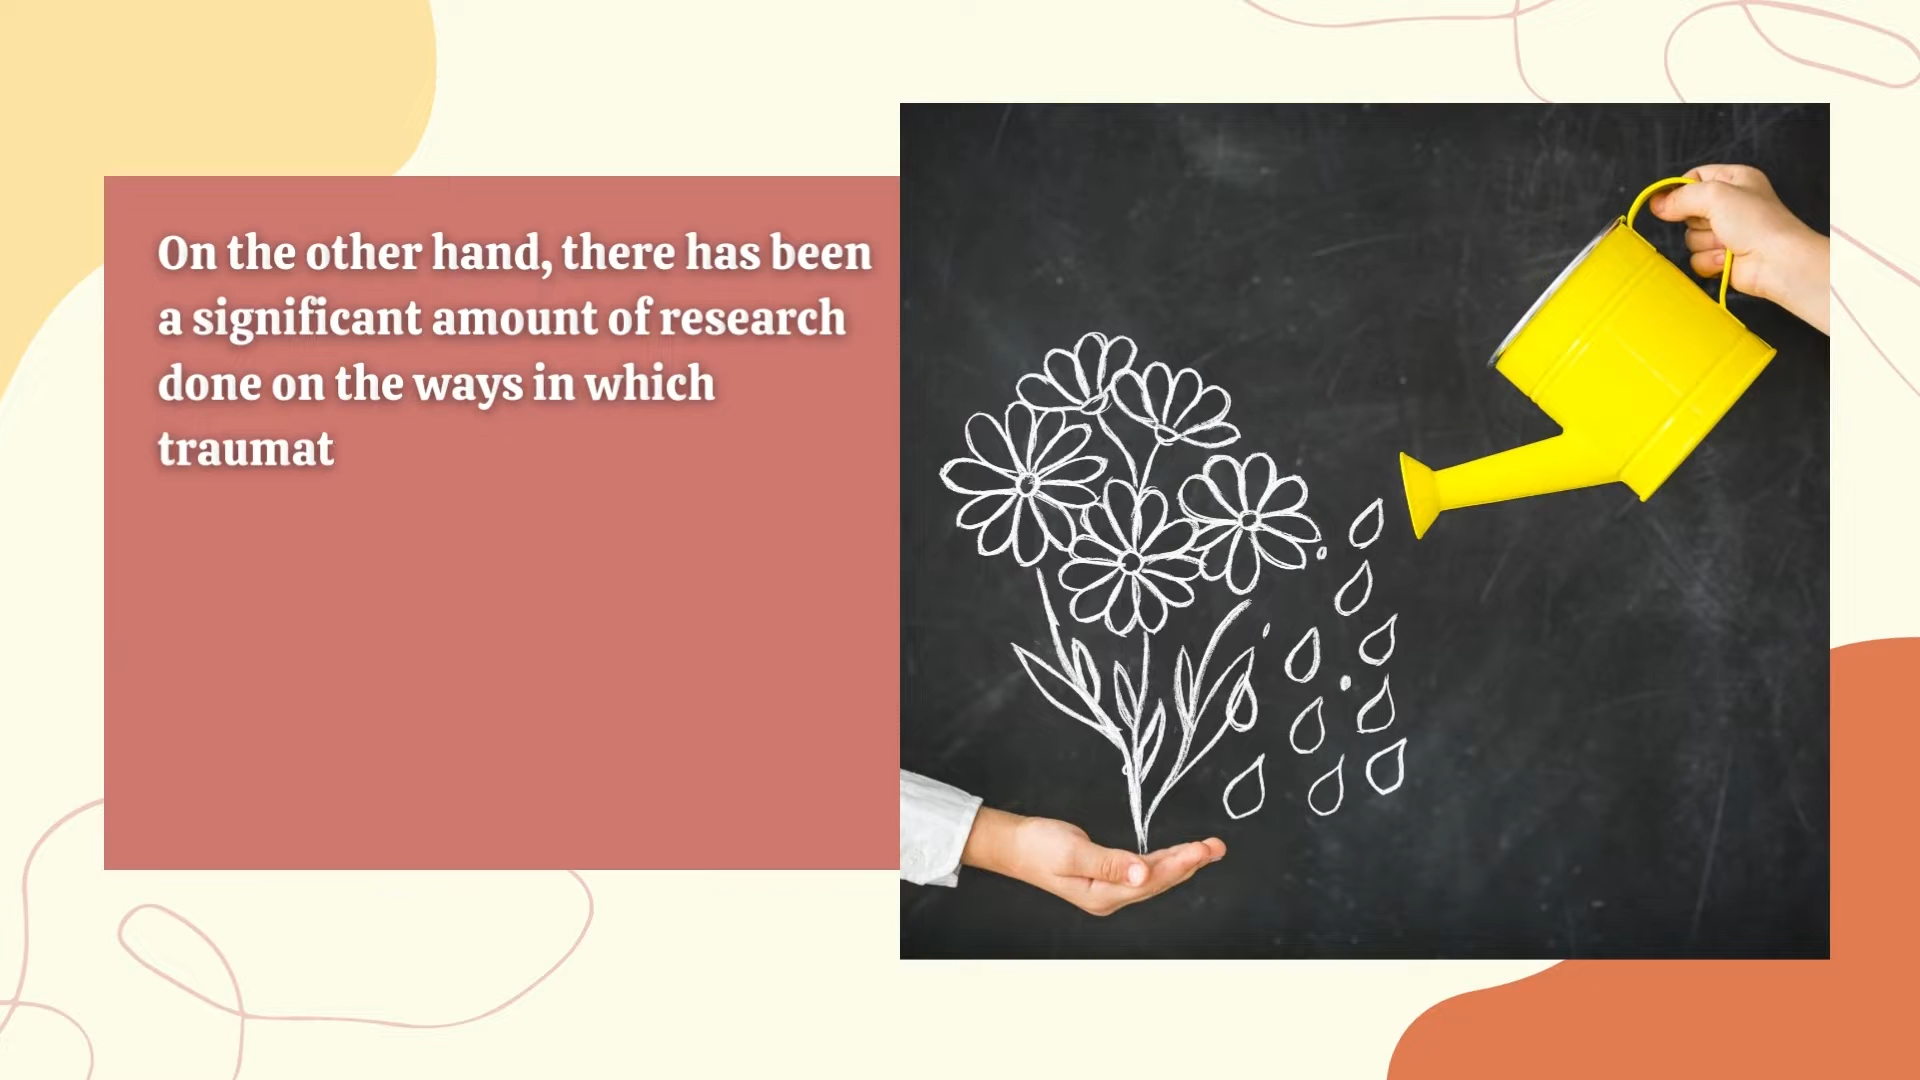 On the other hand, there has been
a significant amount of research
done on the ways in which
traumat